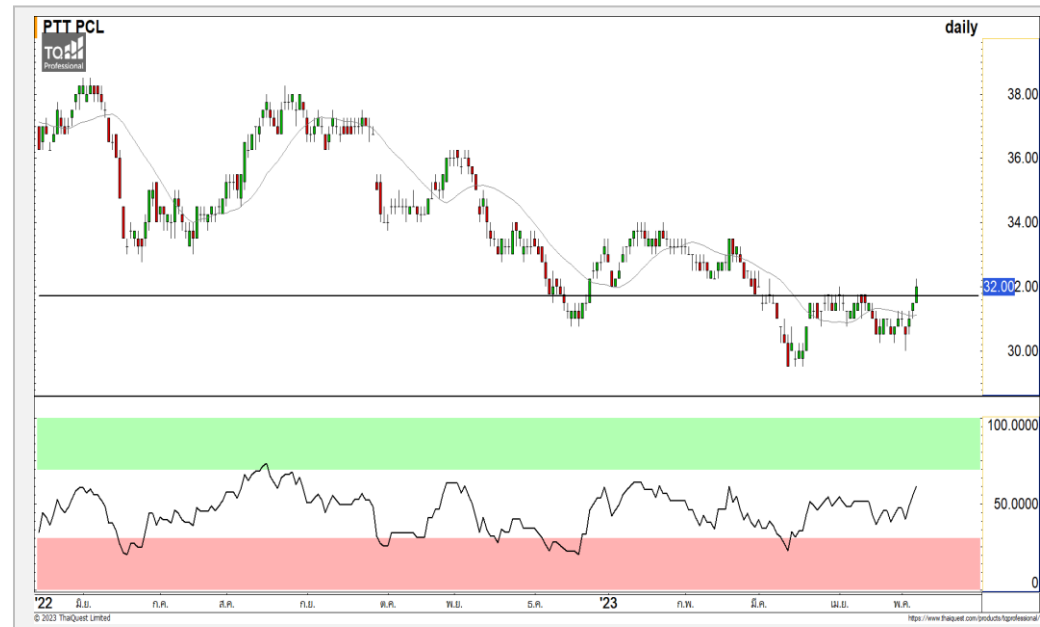 PTT PCL
daily
TQ
Professional
38.00
36.00
34.00
32.00 2.00
30.00
100.0000
50.0000
0
'22 มิ.ย. ก.ค. ส.ค. ก.ย. ต.ค. พ.ย. ธ.ค. '23 ก.พ. มี.ค. เม.ย. พ.ค.
© 2023 ThaiQuest Limited
https://www.thaiquest.com/products/tqprofessional/